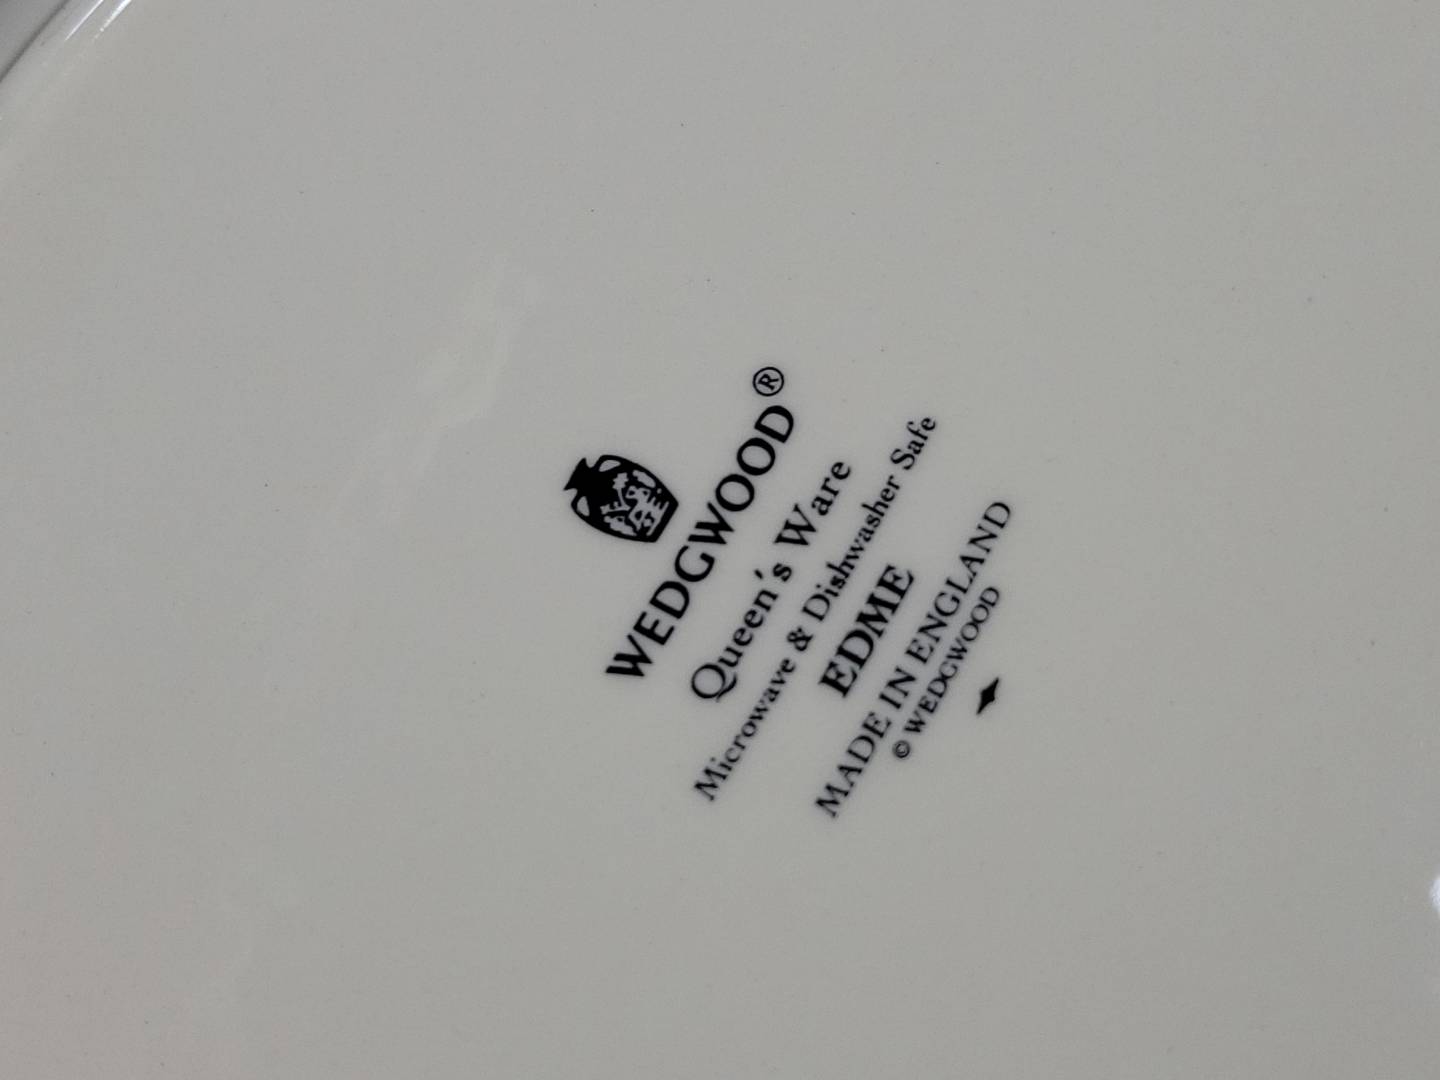 WEDGWOOD®
Queen's Ware
Microwave & Dishwasher Safe
EDME
MADE IN ENGLAND
© WEDGWOOD